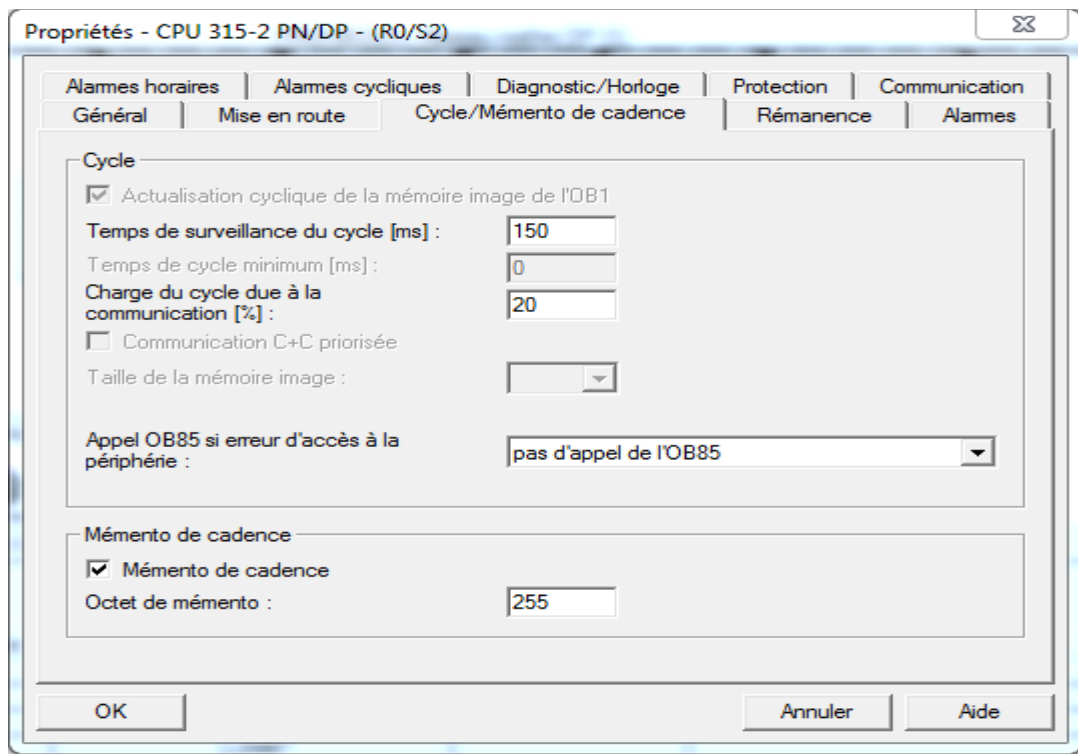 Propriétés - CPU 315-2 PN/DP - (R0/S2)
Alarmes horaires
Alarmes cycliques
Diagnostic/Horloge
Protection
Communication
Général
Mise en route
Cycle/Mémento de cadence
Rémanence
Alarmes
Cycle
Actualisation cyclique de la mémoire image de l'OB1
Temps de surveillance du cycle [ms] : 150
Temps de cycle minimum [ms] : 0
Charge du cycle due à la
communication [%] : 20
Communication C+C priorisée
Taille de la mémoire image :
Appel OB85 si erreur d'accès à la
périphérie : pas d'appel de l'OB85
Mémento de cadence
Mémento de cadence
Octet de mémento : 255
OK
Annuler
Aide